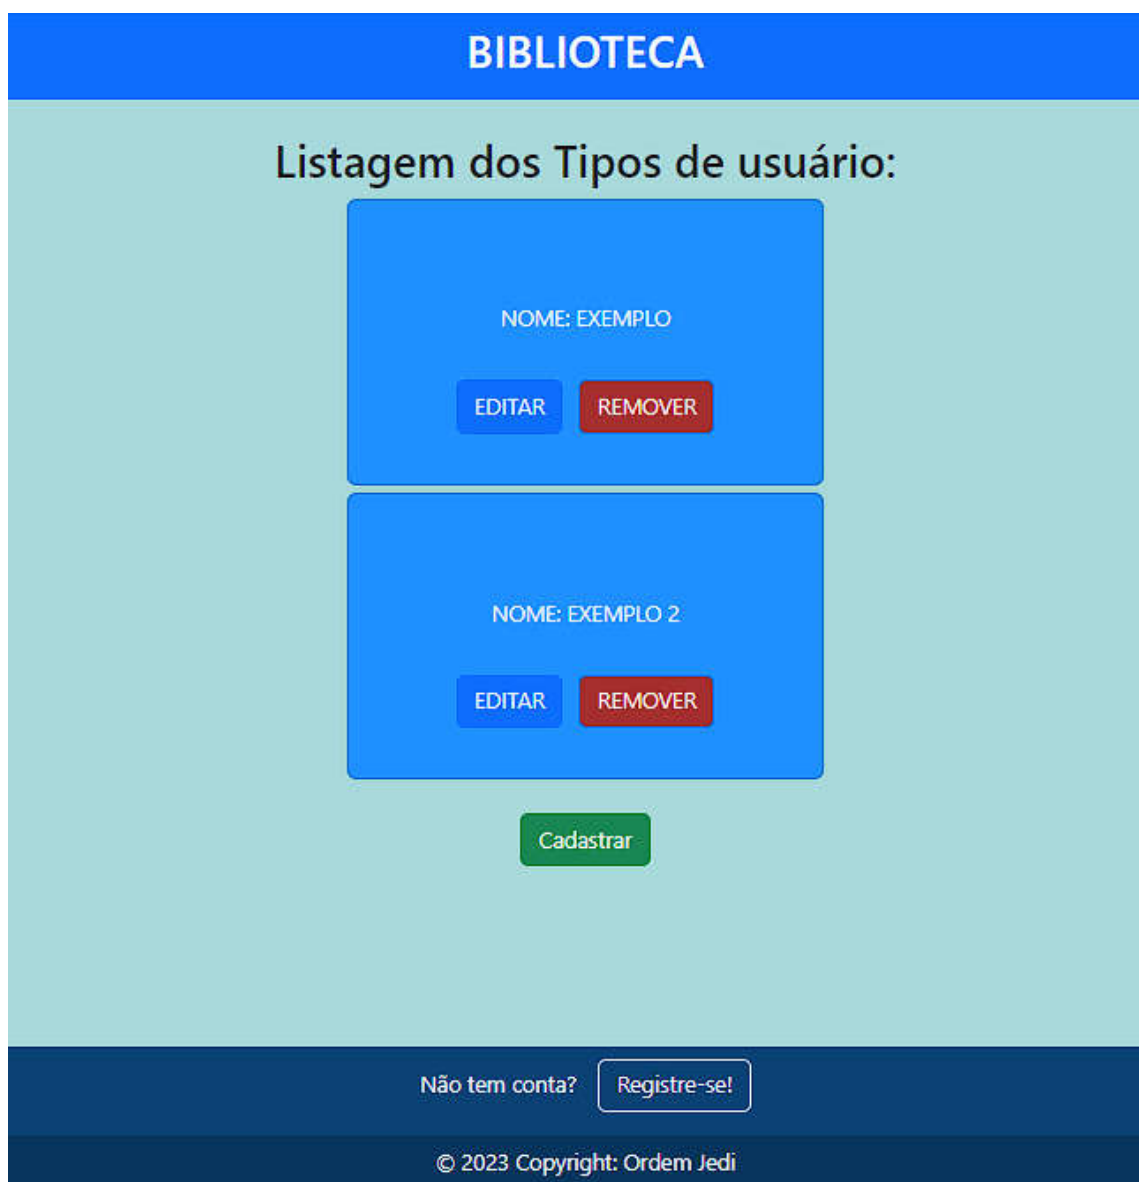 BIBLIOTECA
Listagem dos Tipos de usuário:
NOME: EXEMPLO
EDITAR REMOVER
NOME: EXEMPLO 2
EDITAR REMOVER
Cadastrar
Não tem conta? Registre-se!
© 2023 Copyright: Ordem Jedi